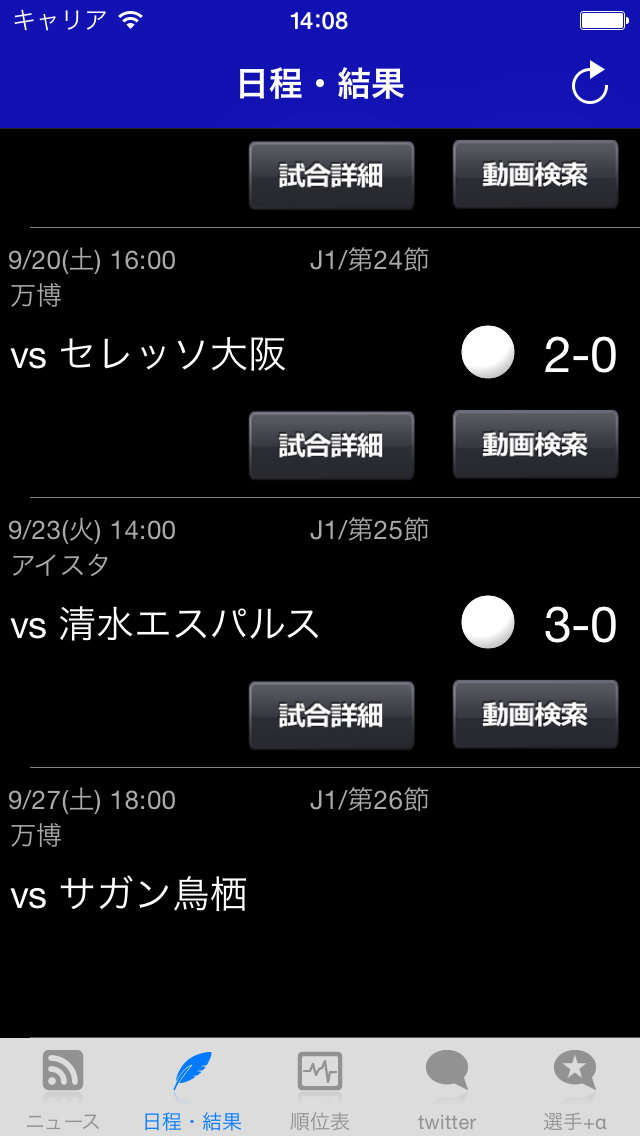 キャリア 14:08
日程・結果
試合詳細 動画検索
9/20(土) 16:00 J1/第24節
万博
vs セレッソ大阪 2-0
試合詳細 動画検索
9/23(火) 14:00 J1/第25節
アイスタ
vs 清水エスパルス 3-0
試合詳細 動画検索
9/27(土) 18:00 J1/第26節
万博
vs サガン鳥栖
ニュース 日程・結果 順位表 twitter 選手+α